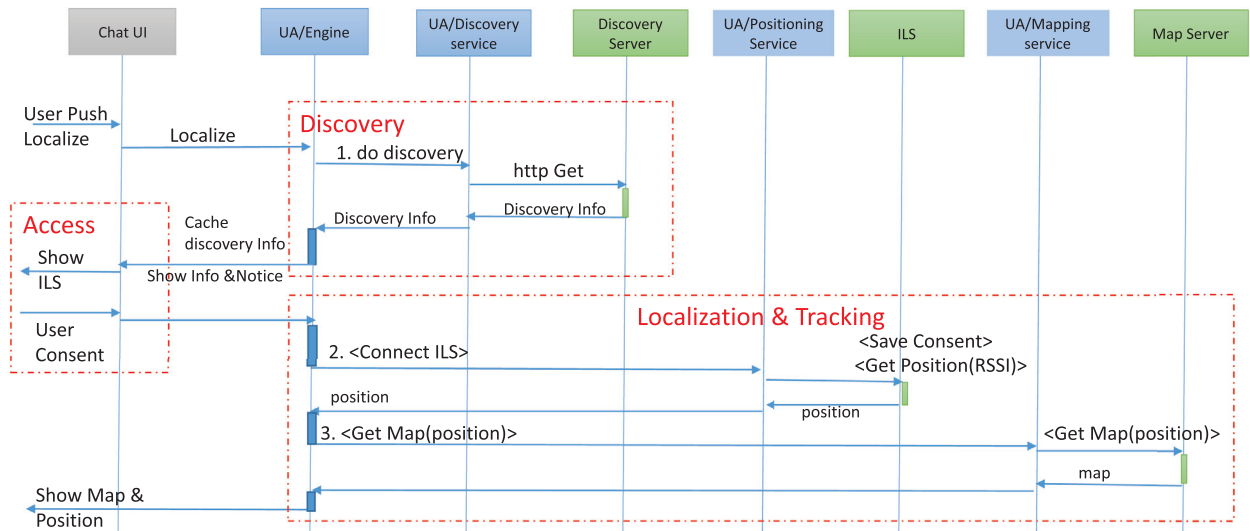 Chat UI
UA/Engine
UA/Discovery
service
Discovery
Server
UA/Positioning
Service
ILS
UA/Mapping
service
Map Server
User Push
Localize
Localize
Discovery
1. do discovery
http Get
Discovery Info
Discovery Info
Access
Cache
discovery Info
Show
ILS
Show Info &Notice
User
Consent
Localization & Tracking
<Save Consent>
2. <Connect ILS>
<Get Position(RSSI)>
position
position
3. <Get Map(position)>
<Get Map(position)>
map
Show Map &
Position